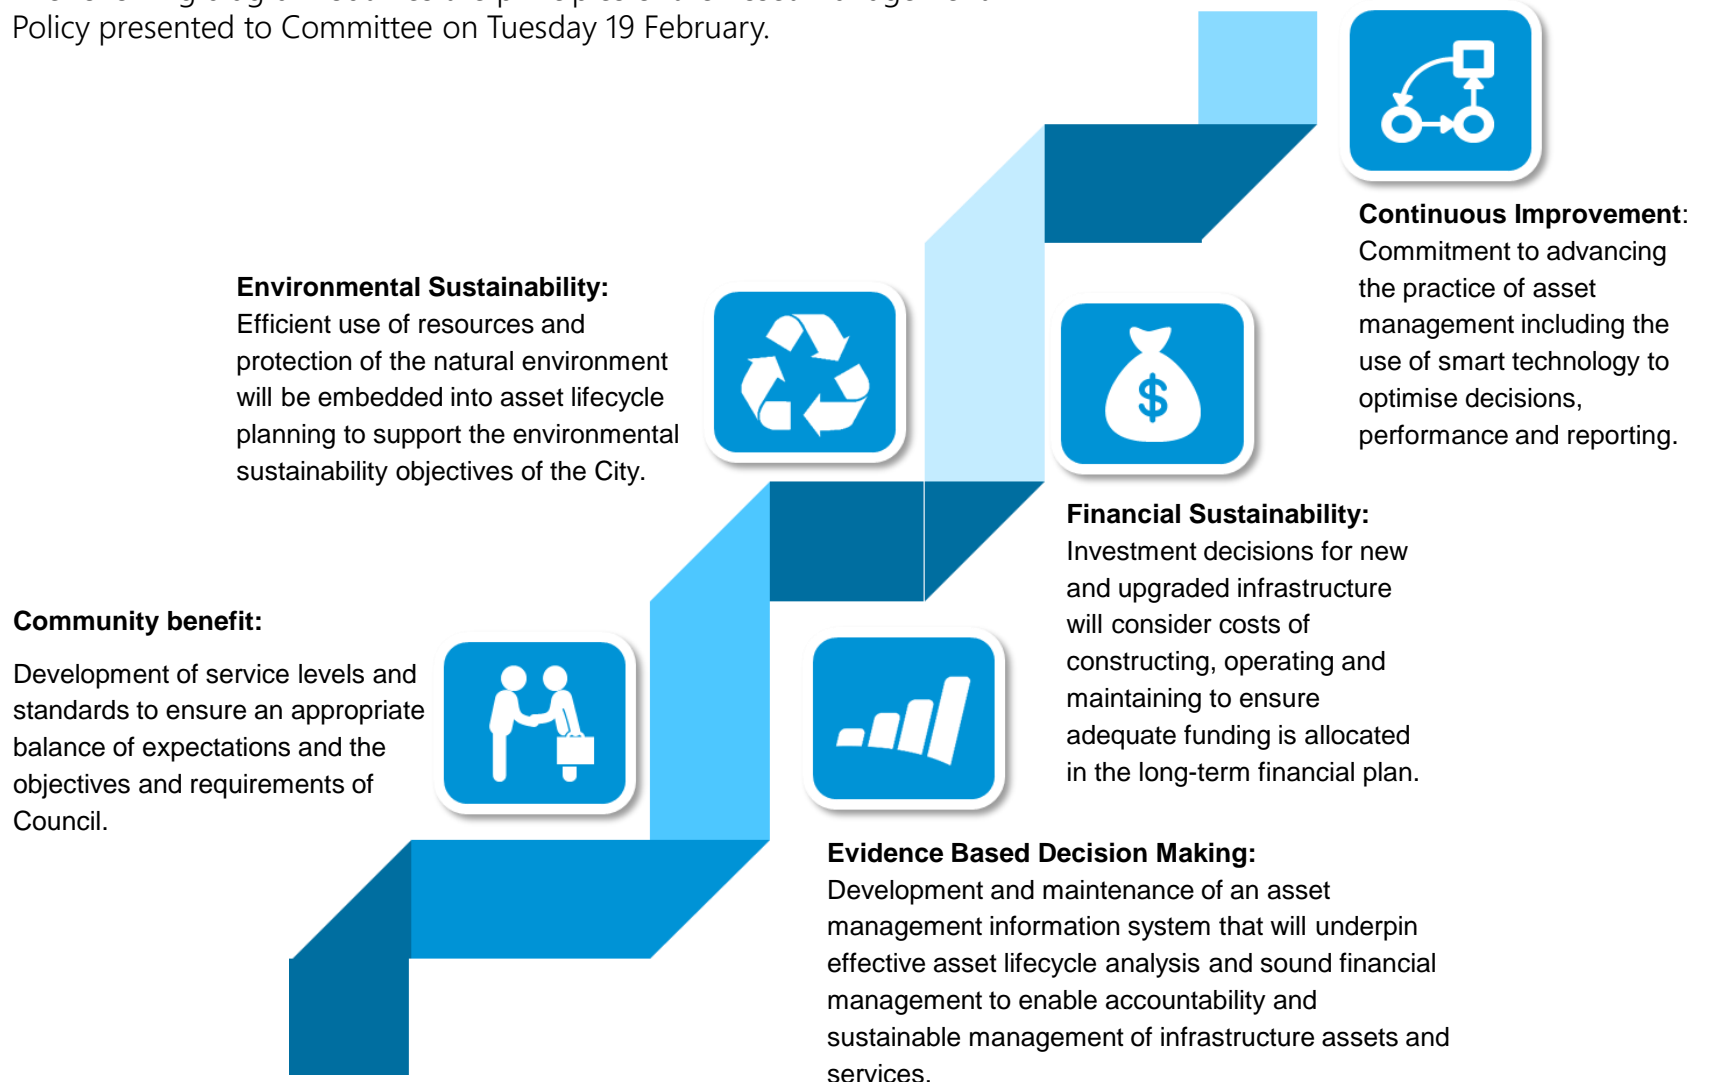 Policy presented to Committee on Tuesday 19 February.
Continuous Improvement:
Commitment to advancing
the practice of asset
management including the
use of smart technology to
optimise decisions,
performance and reporting.
Environmental Sustainability:
Efficient use of resources and
protection of the natural environment
will be embedded into asset lifecycle
planning to support the environmental
sustainability objectives of the City.
$
Financial Sustainability:
Investment decisions for new
and upgraded infrastructure
will consider costs of
constructing, operating and
maintaining to ensure
adequate funding is allocated
in the long-term financial plan.
Community benefit:
Development of service levels and
standards to ensure an appropriate
balance of expectations and the
objectives and requirements of
Council.
Evidence Based Decision Making:
Development and maintenance of an asset
management information system that will underpin
effective asset lifecycle analysis and sound financial
management to enable accountability and
sustainable management of infrastructure assets and
services.